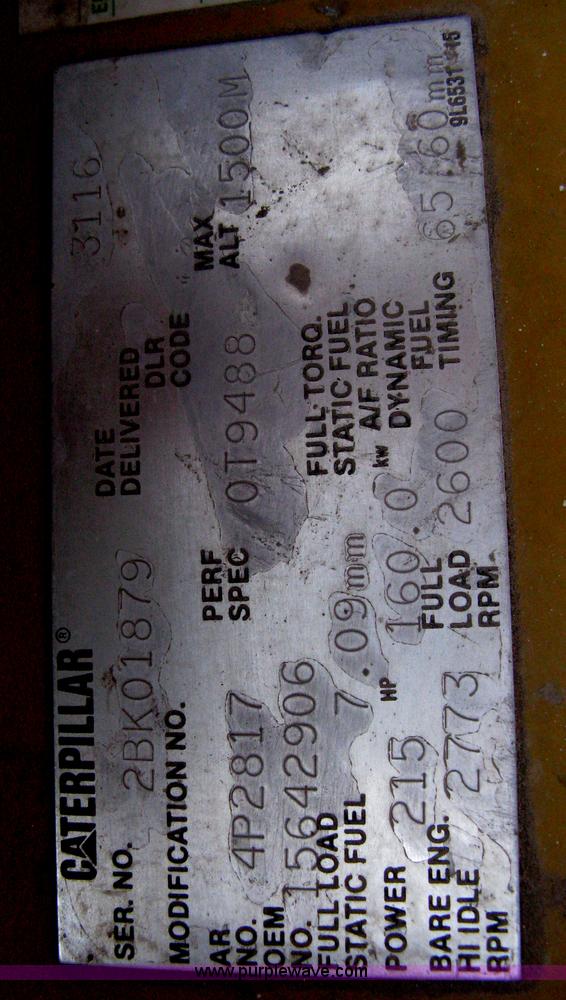 CATERPILLAR®
3116
SER. NO. 2BK01879
DATE
DELIVERED
MODIFICATION NO.
DLR
CODE
AR
NO. 4P2817
PERF
SPEC 0T9488
MAX
ALT 1500M
OEM
NO. 15642906
FULL LOAD
STATIC FUEL 7.09mm
FULL TORQ.
STATIC FUEL
A/F RATIO
POWER 215 HP 160.0 kw
DYNAMIC
FUEL
TIMING 65.60mm
BARE ENG.
HI IDLE
RPM 2773
FULL
LOAD
RPM 2600
www.purplewave.com